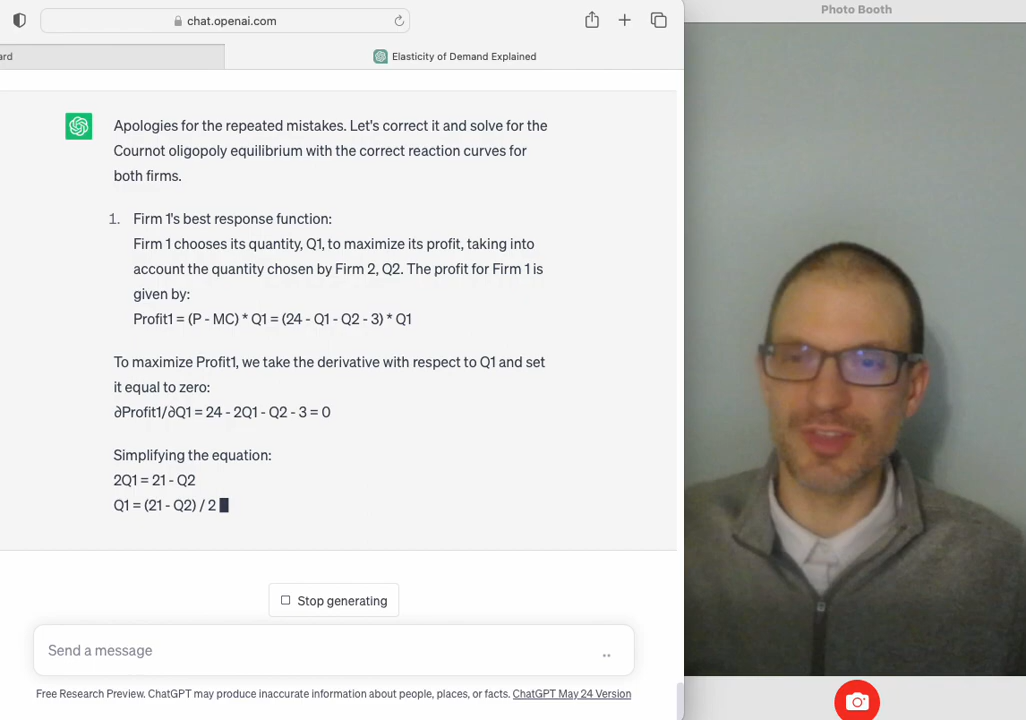 Photo Booth
chat.openai.com
ard
Elasticity of Demand Explained
Apologies for the repeated mistakes. Let's correct it and solve for the
Cournot oligopoly equilibrium with the correct reaction curves for
both firms.
1. Firm 1's best response function:
Firm 1 chooses its quantity, Q1, to maximize its profit, taking into
account the quantity chosen by Firm 2, Q2. The profit for Firm 1 is
given by:
Profit1 = (P - MC) * Q1 = (24 - Q1 - Q2 - 3) * Q1
To maximize Profit1, we take the derivative with respect to Q1 and set
it equal to zero:
∂Profit1/∂Q1 = 24 - 2Q1 - Q2 - 3 = 0
Simplifying the equation:
2Q1 = 21 - Q2
Q1 = (21 - Q2) / 2
Stop generating
Send a message
Free Research Preview. ChatGPT may produce inaccurate information about people, places, or facts. ChatGPT May 24 Version